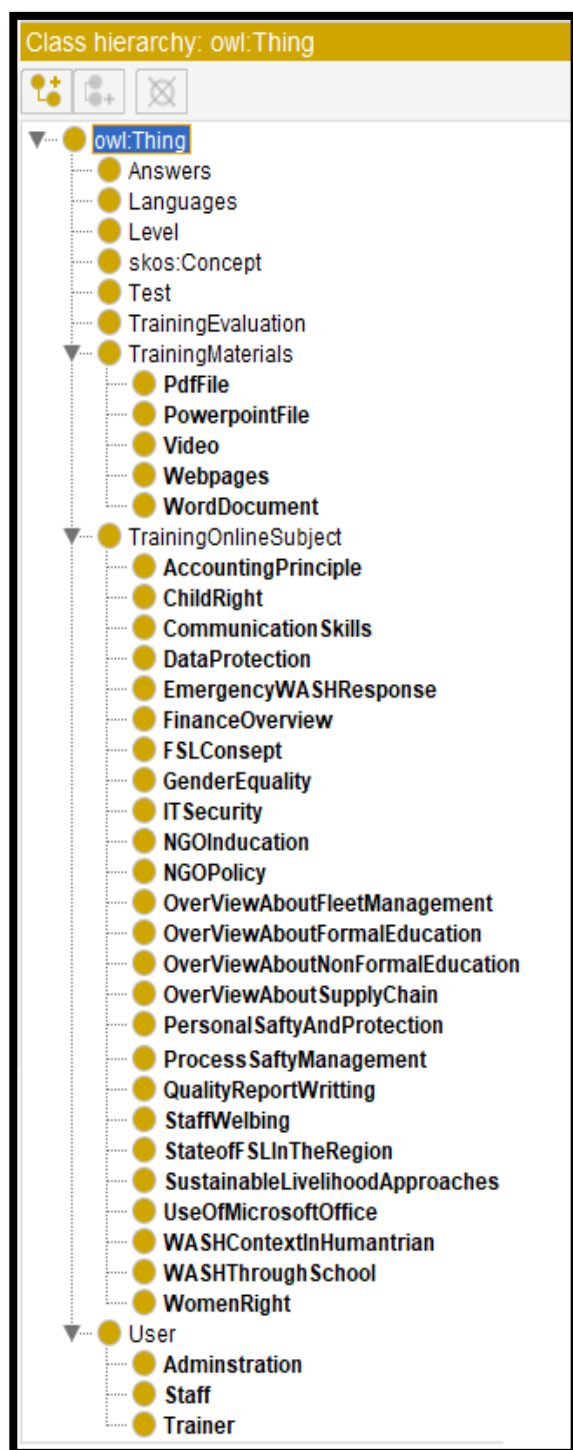 Class hierarchy: owl:Thing
owl:Thing
Answers
Languages
Level
skos:Concept
Test
TrainingEvaluation
TrainingMaterials
PdfFile
PowerpointFile
Video
Webpages
WordDocument
TrainingOnlineSubject
AccountingPrinciple
ChildRight
CommunicationSkills
DataProtection
EmergencyWASHResponse
FinanceOverview
FSLConsept
GenderEquality
ITSecurity
NGOInducation
NGOPolicy
OverViewAboutFleetManagement
OverViewAboutFormalEducation
OverViewAboutNonFormalEducation
OverViewAboutSupplyChain
PersonalSaftyAndProtection
ProcessSaftyManagement
QualityReportWritting
StaffWelbing
StateofFSLInTheRegion
SustainableLivelihoodApproaches
UseOfMicrosoftOffice
WASHContextInHumantrian
WASHThroughSchool
WomenRight
User
Adminstration
Staff
Trainer